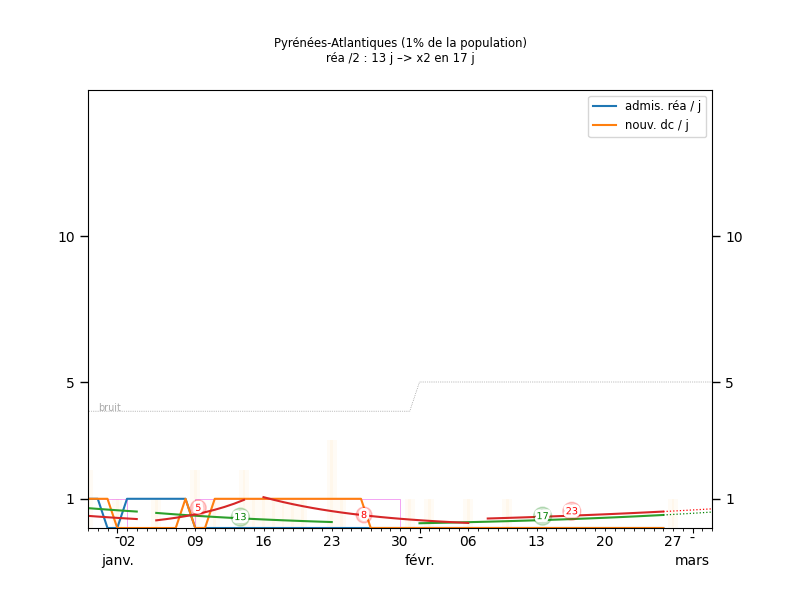 Pyrénées-Atlantiques (1% de la population)
réa /2 : 13 j –> x2 en 17 j
admis. réa / j
nouv. dc / j
10 10
5 5
bruit
1 1
5 13 8 17 23
02 09 16 23 30 06 13 20 27
janv. févr. mars